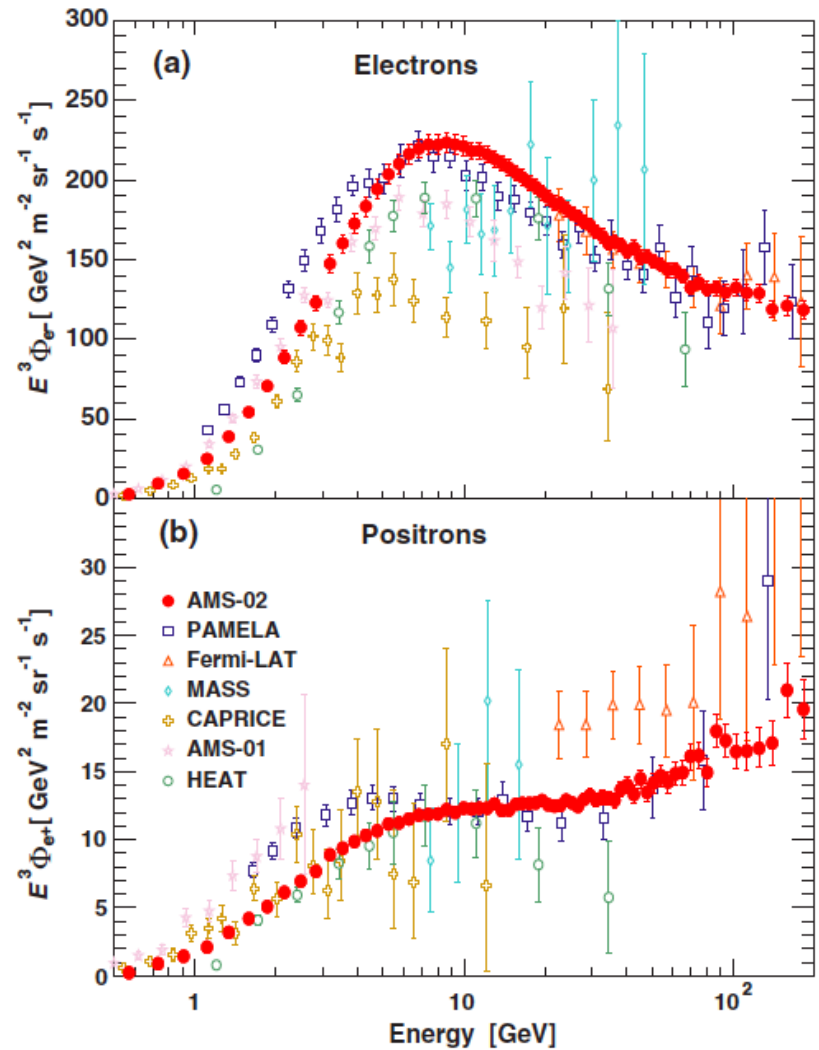 (a) Electrons
E³Φe-[ GeV² m⁻² sr⁻¹ s⁻¹ ]
300
250
200
150
100
50
0
(b) Positrons
E³Φe+[ GeV² m⁻² sr⁻¹ s⁻¹ ]
30
25
20
15
10
5
0
AMS-02
PAMELA
Fermi-LAT
MASS
CAPRICE
AMS-01
HEAT
1 10 10²
Energy [GeV]